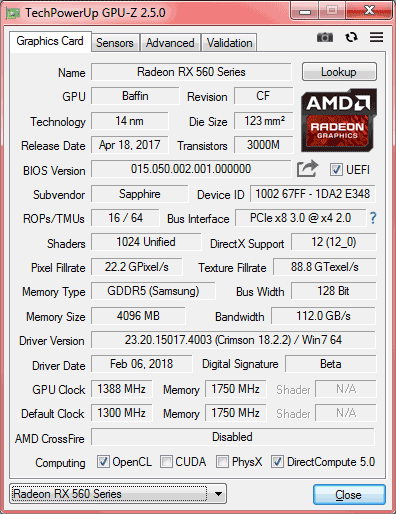 TechPowerUp GPU-Z 2.5.0
Graphics Card Sensors Advanced Validation
Name Radeon RX 560 Series Lookup
GPU Baffin Revision CF
Technology 14 nm Die Size 123 mm²
Release Date Apr 18, 2017 Transistors 3000M
AMD
RADEON
GRAPHICS
BIOS Version 015.050.002.001.000000 UEFI
Subvendor Sapphire Device ID 1002 67FF - 1DA2 E348
ROPs/TMUs 16 / 64 Bus Interface PCIe x8 3.0 @ x4 2.0 ?
Shaders 1024 Unified DirectX Support 12 (12_0)
Pixel Fillrate 22.2 GPixel/s Texture Fillrate 88.8 GTexel/s
Memory Type GDDR5 (Samsung) Bus Width 128 Bit
Memory Size 4096 MB Bandwidth 112.0 GB/s
Driver Version 23.20.15017.4003 (Crimson 18.2.2) / Win7 64
Driver Date Feb 06, 2018 Digital Signature Beta
GPU Clock 1388 MHz Memory 1750 MHz Shader N/A
Default Clock 1300 MHz Memory 1750 MHz Shader N/A
AMD CrossFire Disabled
Computing OpenCL CUDA PhysX DirectCompute 5.0
Radeon RX 560 Series Close